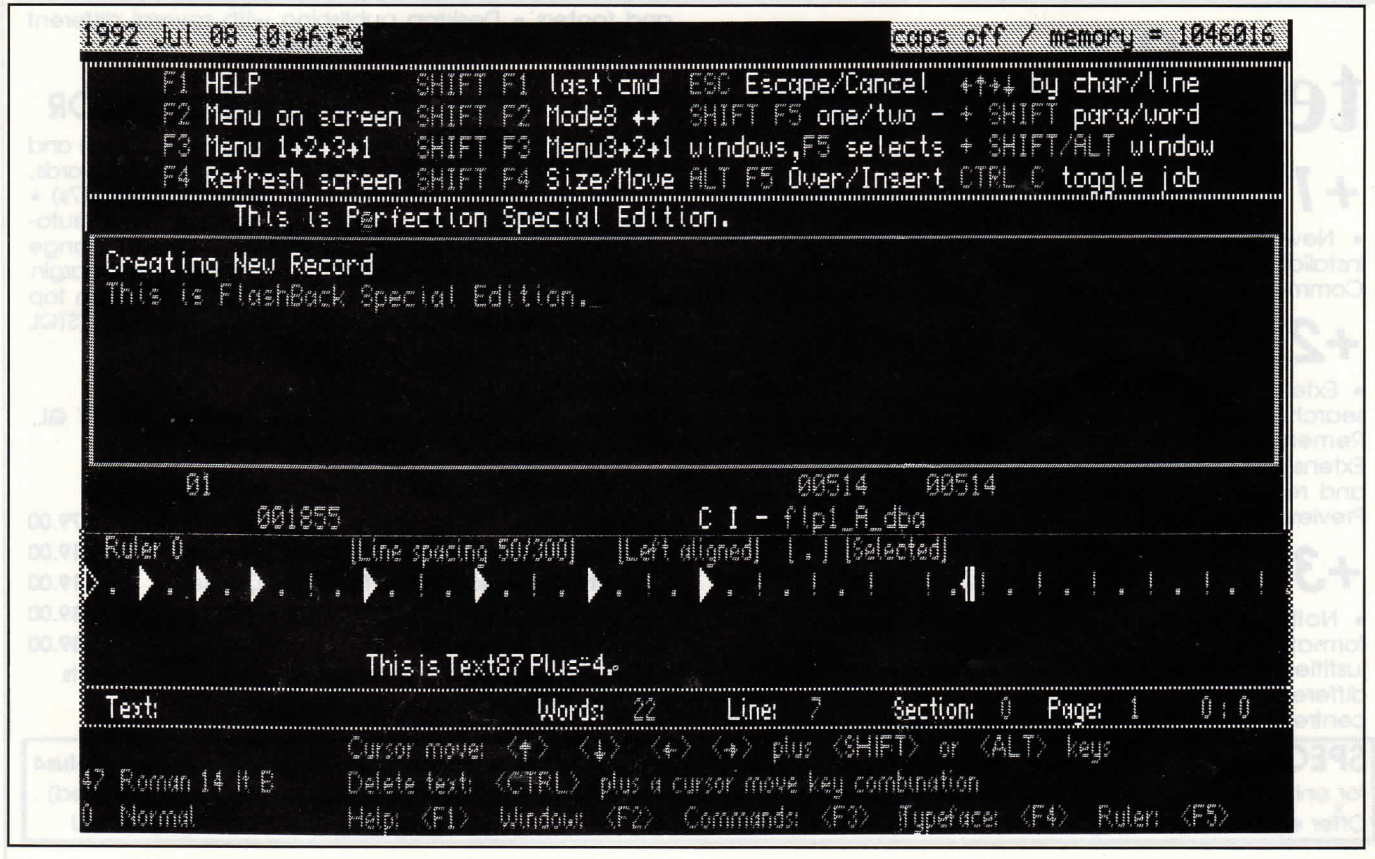 1992 Jul 08 10:46:54 caps off / memory = 1046016
F1 HELP SHIFT F1 last cmd ESC Escape/Cancel ←↑→↓ by char/line
F2 Menu on screen SHIFT F2 Mode8 ↔ SHIFT F5 one/two - + SHIFT para/word
F3 Menu 1→2→3→1 SHIFT F3 Menu3→2→1 windows,F5 selects + SHIFT/ALT window
F4 Refresh screen SHIFT F4 Size/Move ALT F5 Over/Insert CTRL C toggle job
This is Perfection Special Edition.
Creating New Record
This is FlashBack Special Edition._
01 00514 00514
001855 C I - flp1_A_dba
Ruler 0 [Line spacing 50/300] [Left aligned] [.] [Selected]
This is Text87 Plus=4.
Text: Words: 22 Line: 7 Section: 0 Page: 1 0 : 0
Cursor move: <↑> <↓> <←> <→> plus <SHIFT> or <ALT> keys
47 Roman 14 It B Delete text: <CTRL> plus a cursor move key combination
0 Normal Help: <F1> Window: <F2> Commands: <F3> Typeface: <F4> Ruler: <F5>